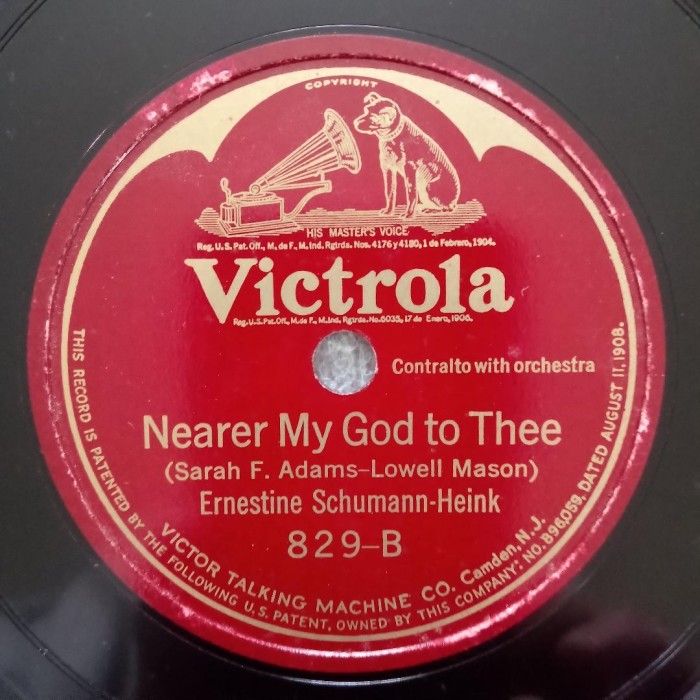 COPYRIGHT
HIS MASTER'S VOICE
Reg. U.S. Pat. Off., M. de F., M. Ind. Rgtrda. Nos. 4176 y 4180, 1 de Febraro, 1904.
Victrola
Reg. U.S. Pat. Off., M. de F., M. Ind. Rgtrda. No. 6035, 17 de Enero, 1906.
Contralto with orchestra
Nearer My God to Thee
(Sarah F. Adams–Lowell Mason)
Ernestine Schumann-Heink
829–B
VICTOR TALKING MACHINE CO. Camden, N.J.
THIS RECORD IS PATENTED BY THE FOLLOWING U.S. PATENT, OWNED BY THIS COMPANY: NO. 896,059, DATED AUGUST 11, 1908.